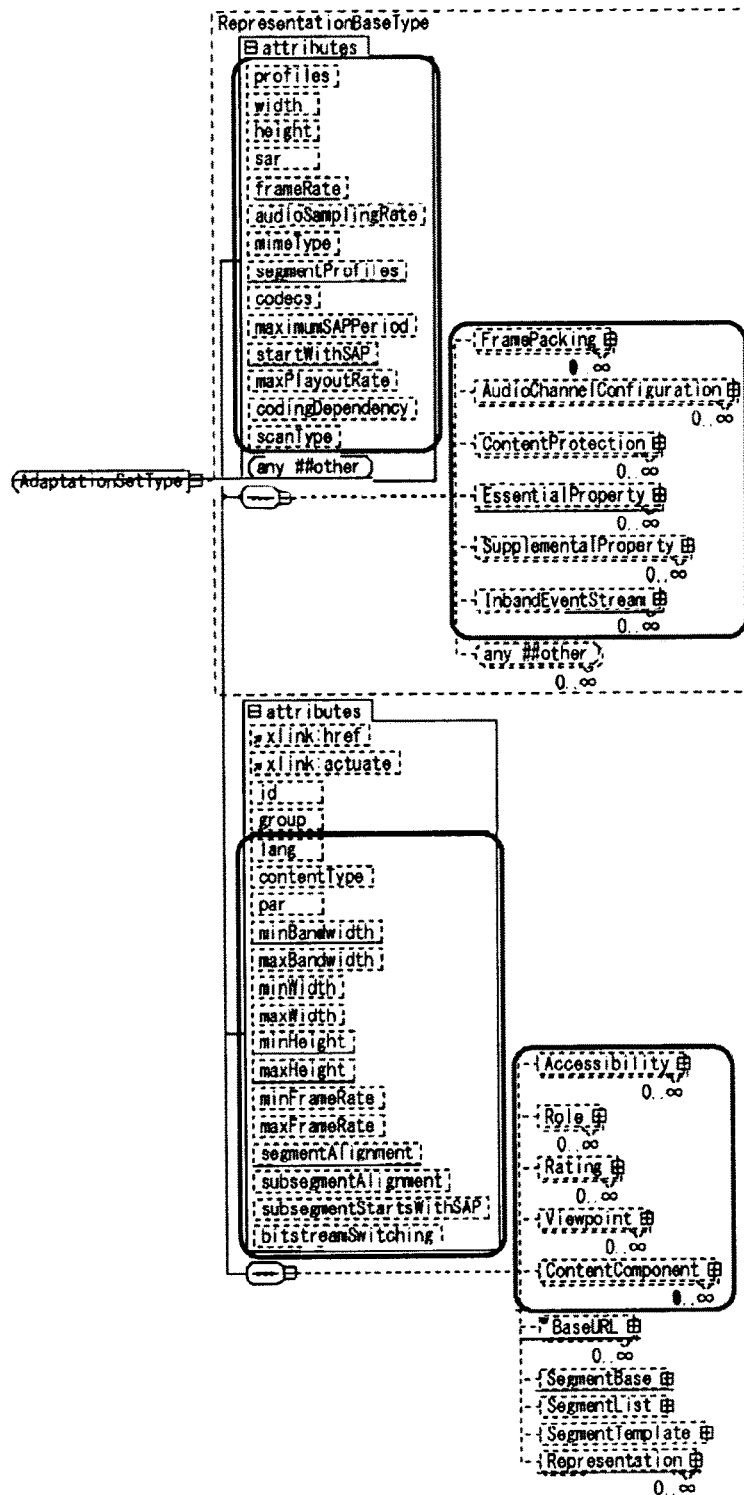 RepresentationBaseType
attributes
profiles
width
height
sar
frameRate
audioSamplingRate
mimeType
segmentProfiles
codecs
maximumSAPPeriod
startWithSAP
maxPlayoutRate
codingDependency
scanType
any ##other
AdaptationSetType
FramePacking
0..∞
AudioChannelConfiguration
0..∞
ContentProtection
0..∞
EssentialProperty
0..∞
SupplementalProperty
0..∞
InbandEventStream
0..∞
any ##other
0..∞
attributes
xlink:href
xlink:actuate
id
group
lang
contentType
par
minBandwidth
maxBandwidth
minWidth
maxWidth
minHeight
maxHeight
minFrameRate
maxFrameRate
segmentAlignment
subsegmentAlignment
subsegmentStartsWithSAP
bitstreamSwitching
Accessibility
0..∞
Role
0..∞
Rating
0..∞
Viewpoint
0..∞
ContentComponent
0..∞
BaseURL
0..∞
SegmentBase
SegmentList
SegmentTemplate
Representation
0..∞